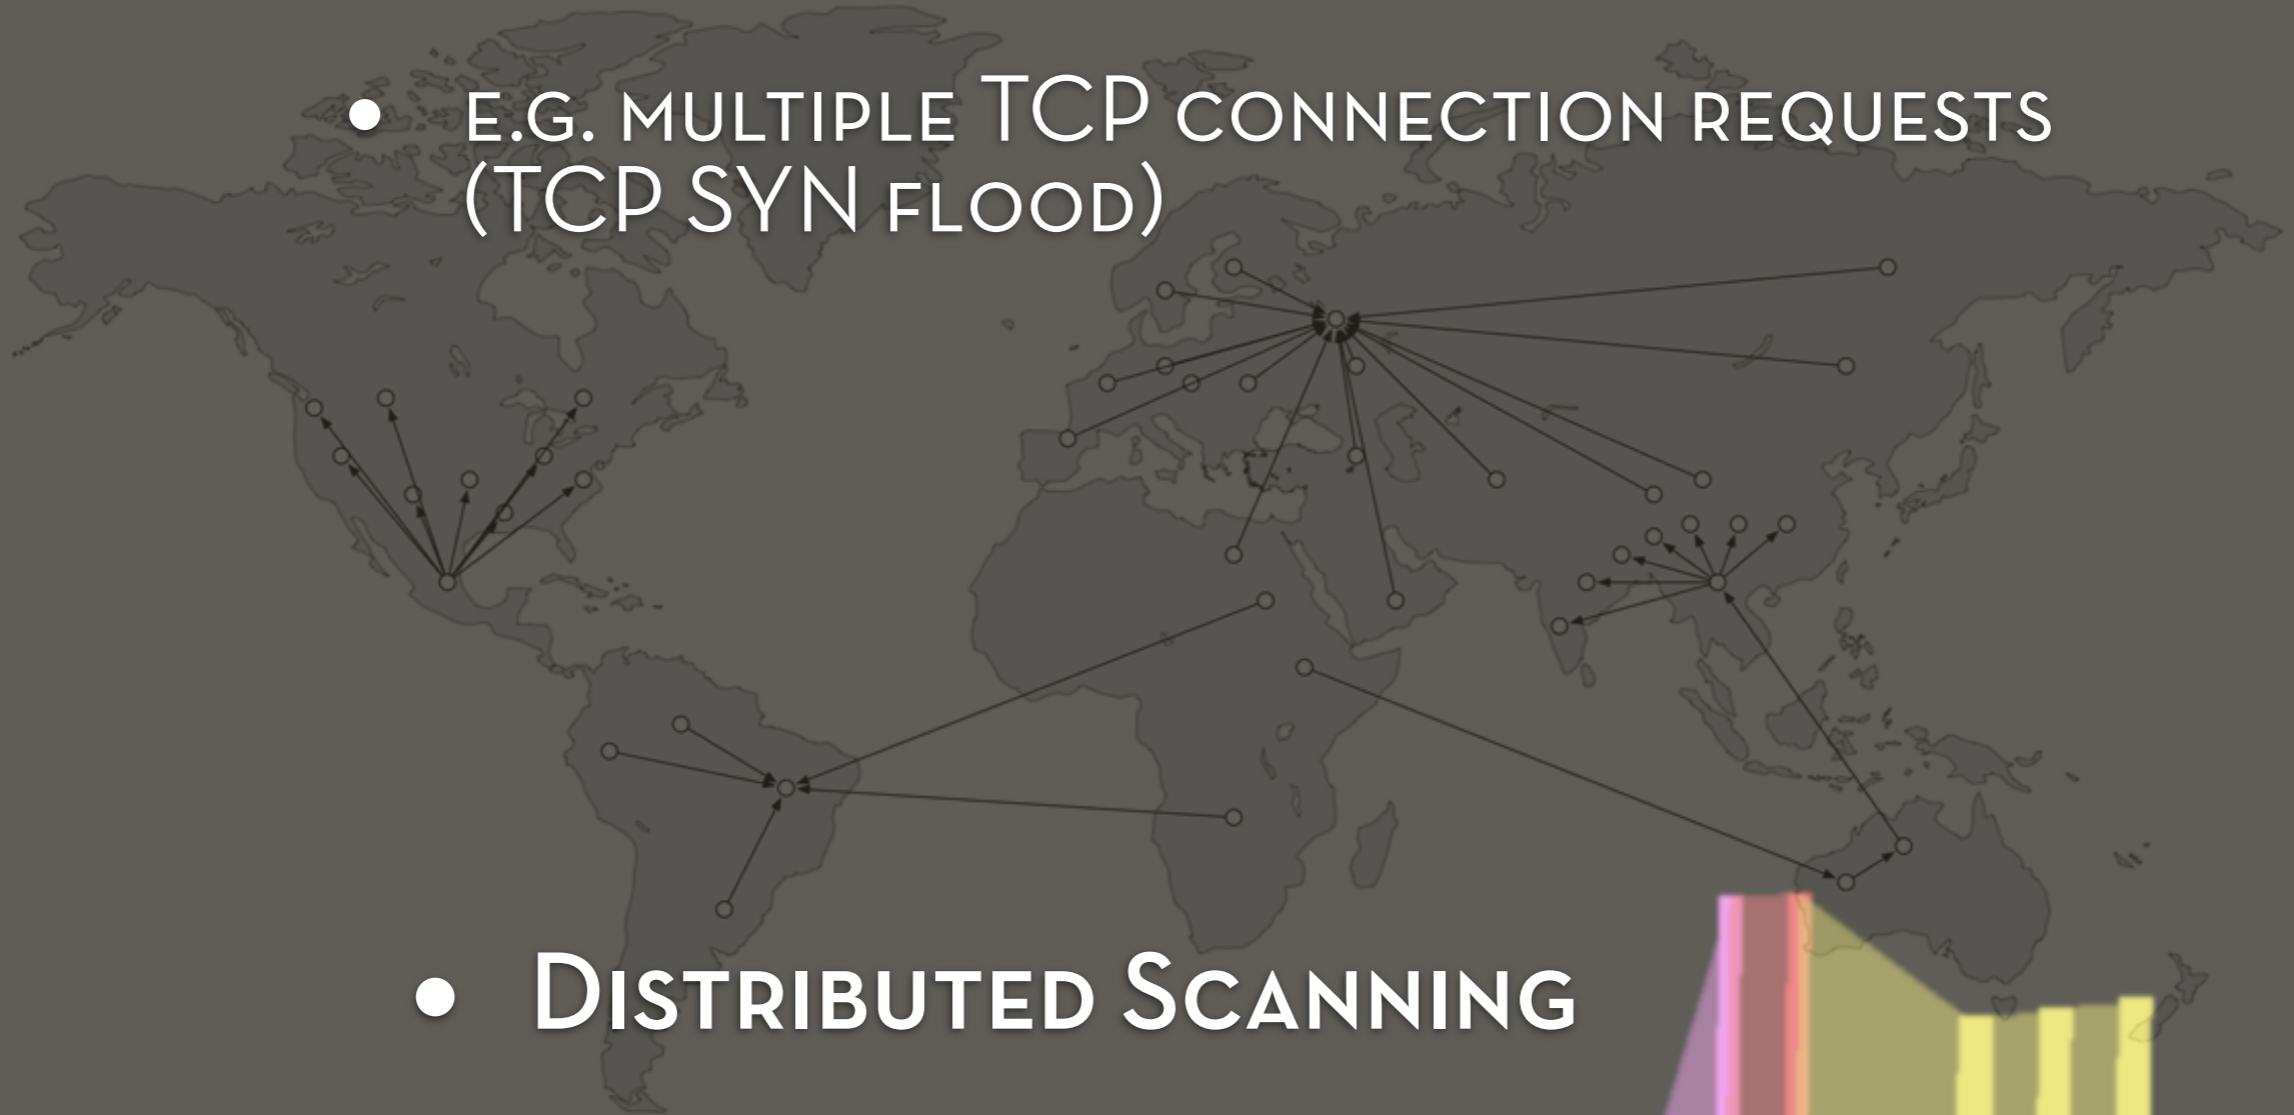 • E.G. MULTIPLE TCP CONNECTION REQUESTS
(TCP SYN FLOOD)
• DISTRIBUTED SCANNING